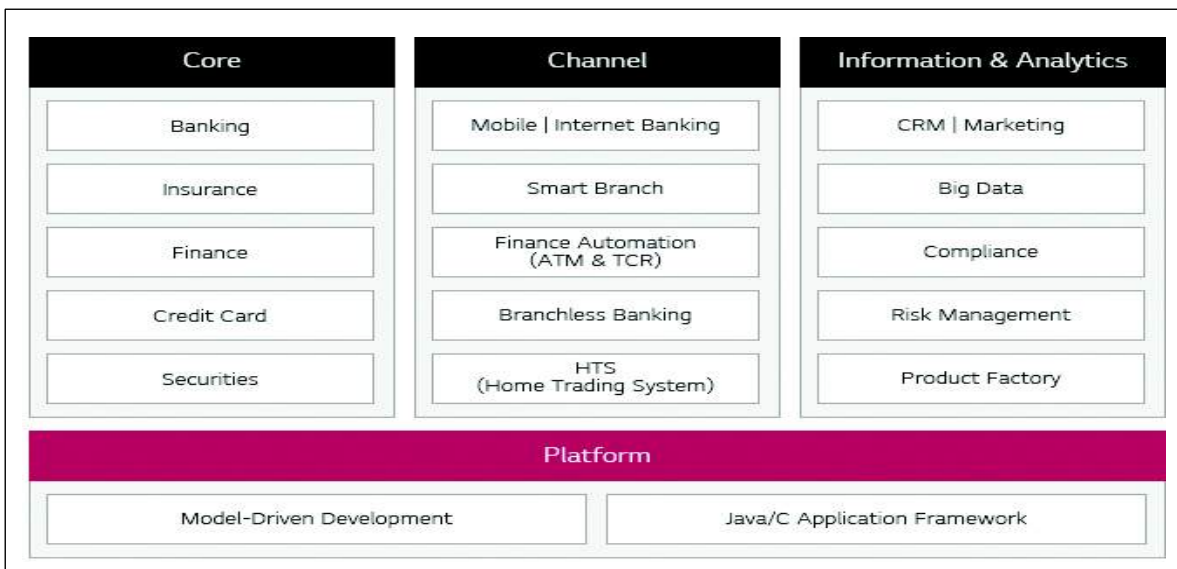 Core
Banking
Insurance
Finance
Credit Card
Securities
Channel
Mobile | Internet Banking
Smart Branch
Finance Automation
(ATM & TCR)
Branchless Banking
HTS
(Home Trading System)
Information & Analytics
CRM | Marketing
Big Data
Compliance
Risk Management
Product Factory
Platform
Model-Driven Development
Java/C Application Framework